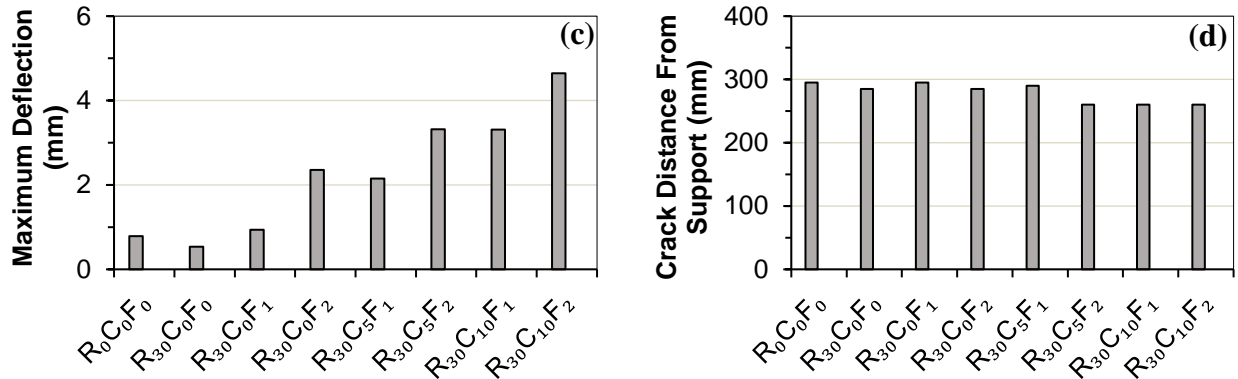 Maximum Deflection
(mm)
6
4
2
0
(c)
R₀C₀F₀
R₃₀C₀F₀
R₃₀C₀F₁
R₃₀C₀F₂
R₃₀C₅F₁
R₃₀C₅F₂
R₃₀C₁₀F₁
R₃₀C₁₀F₂
Crack Distance From
Support (mm)
400
300
200
100
0
(d)
R₀C₀F₀
R₃₀C₀F₀
R₃₀C₀F₁
R₃₀C₀F₂
R₃₀C₅F₁
R₃₀C₅F₂
R₃₀C₁₀F₁
R₃₀C₁₀F₂